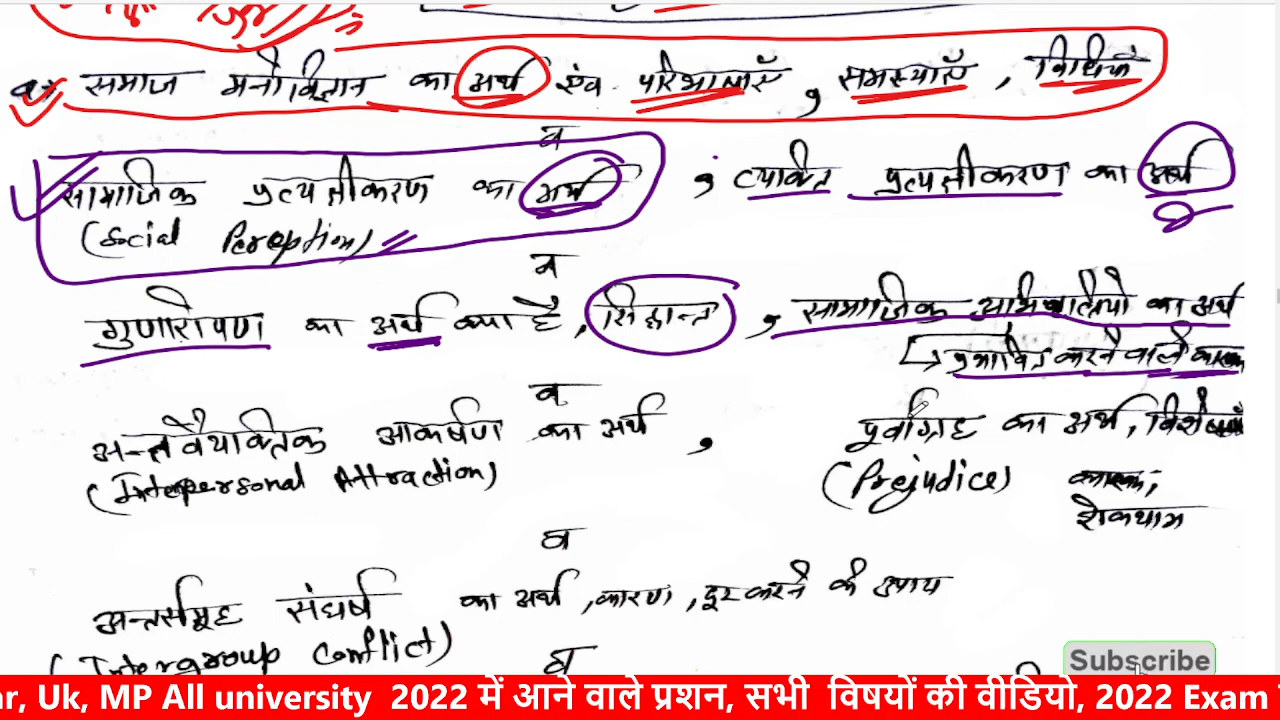 समाज मनोविज्ञान का अर्थ एंव परिभाषाएँ, समस्याएँ, विधियाँ
व
सामाजिक प्रत्यक्षीकरण का अर्थ ; व्यक्ति प्रत्यक्षीकरण का अर्थ
(Social Perception)
व
गुणारोपण का अर्थ क्या है, सिद्धान्त, सामाजिक अभिवृत्तियो का अर्थ
प्रभावित करने वाले कारक
व
अन्तर्वैयक्तिक आकर्षण का अर्थ, पूर्वाग्रह का अर्थ, विशेषताएँ
(Interpersonal Attraction) (Prejudice) कारक,
रोकथाम
व
अन्तर्समूह संघर्ष का अर्थ, कारण, दूर करने के उपाय
(Intergroup Conflict)
व
Subscribe
ar, Uk, MP All university 2022 में आने वाले प्रशन, सभी विषयों की वीडियो, 2022 Exam